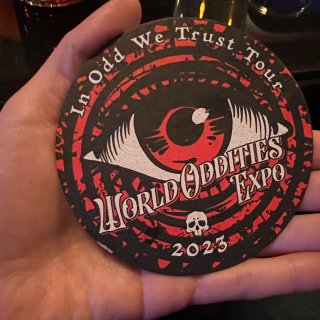 In Odd We Trust Tour
World Oddities
Expo
2023